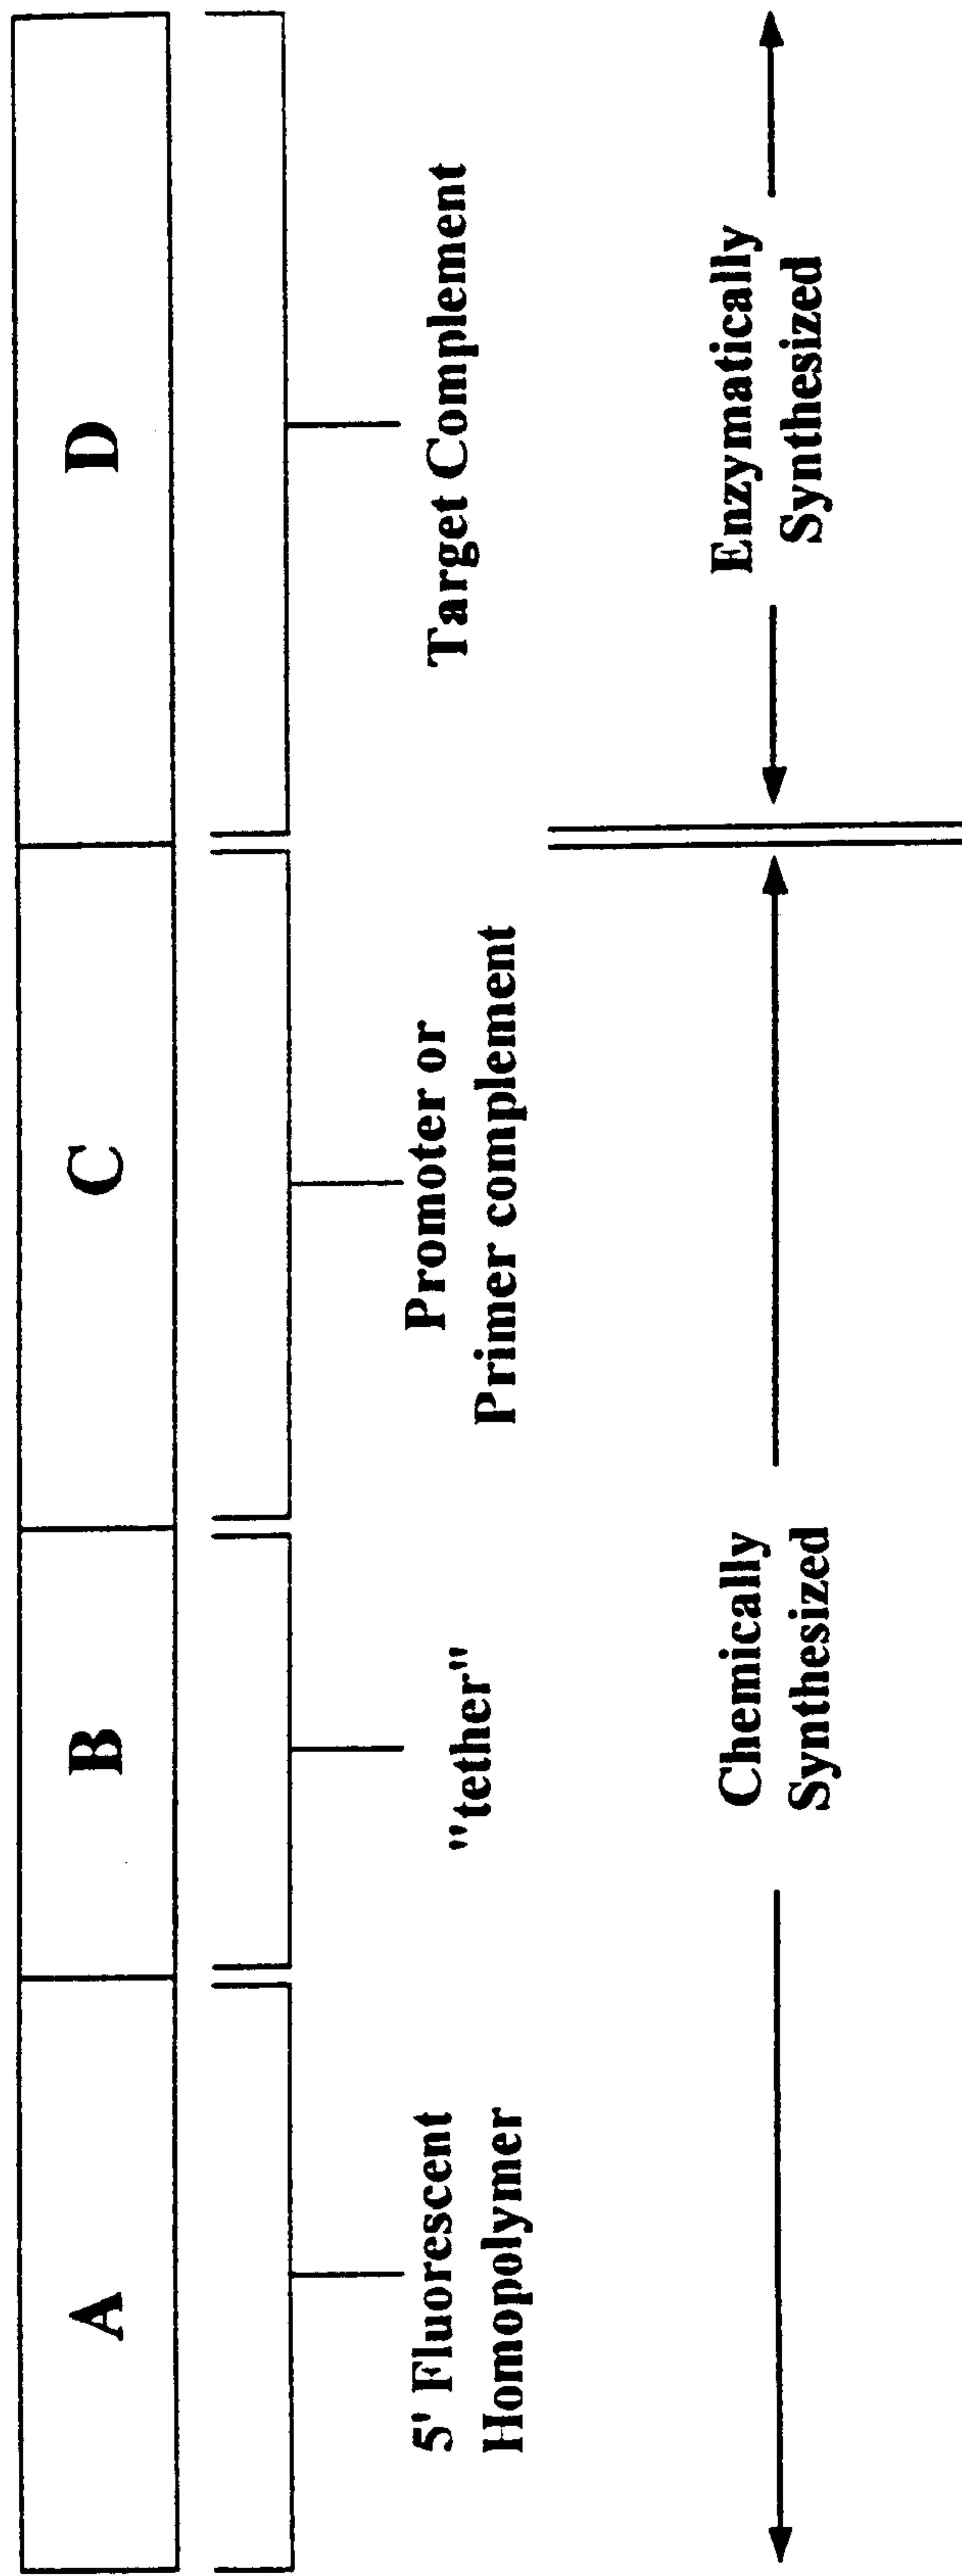 A
B
C
D
5' Fluorescent
Homopolymer
"tether"
Promoter or
Primer complement
Target Complement
Chemically
Synthesized
Enzymatically
Synthesized